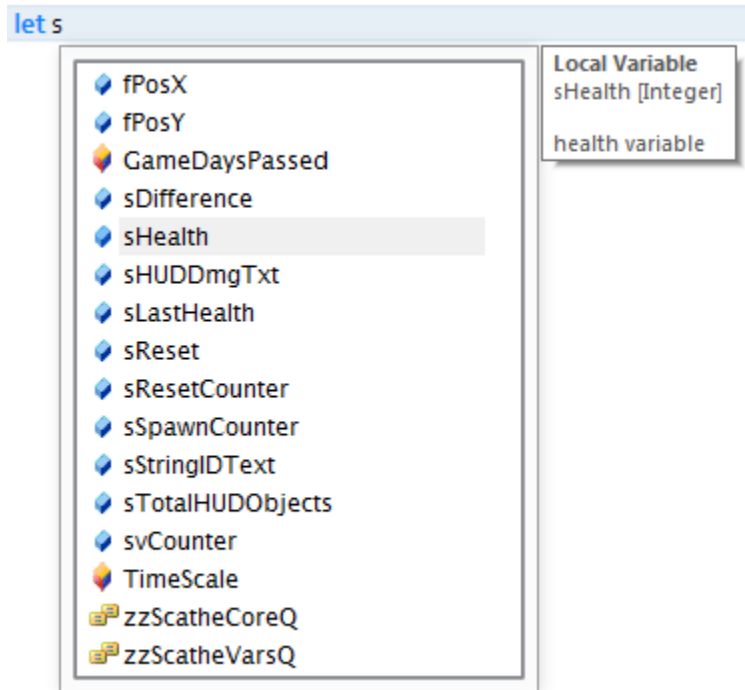 let s
fPosX
fPosY
GameDaysPassed
sDifference
sHealth
sHUDDmgTxt
sLastHealth
sReset
sResetCounter
sSpawnCounter
sStringIDText
sTotalHUDObjects
svCounter
TimeScale
zzScatheCoreQ
zzScatheVarsQ
Local Variable
sHealth [Integer]
health variable